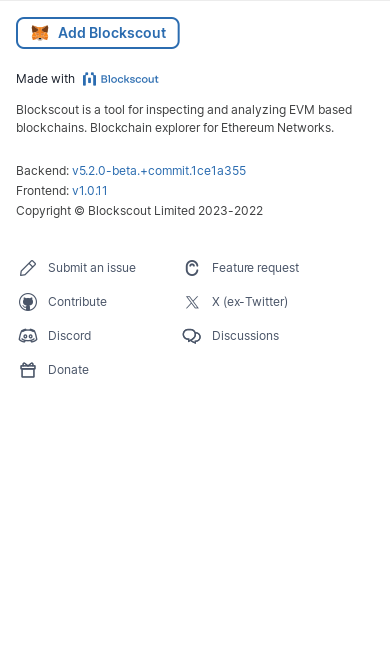 Add Blockscout
Made with Blockscout
Blockscout is a tool for inspecting and analyzing EVM based
blockchains. Blockchain explorer for Ethereum Networks.
Backend: v5.2.0-beta.+commit.1ce1a355
Frontend: v1.0.11
Copyright © Blockscout Limited 2023-2022
Submit an issue
Feature request
Contribute
X (ex-Twitter)
Discord
Discussions
Donate